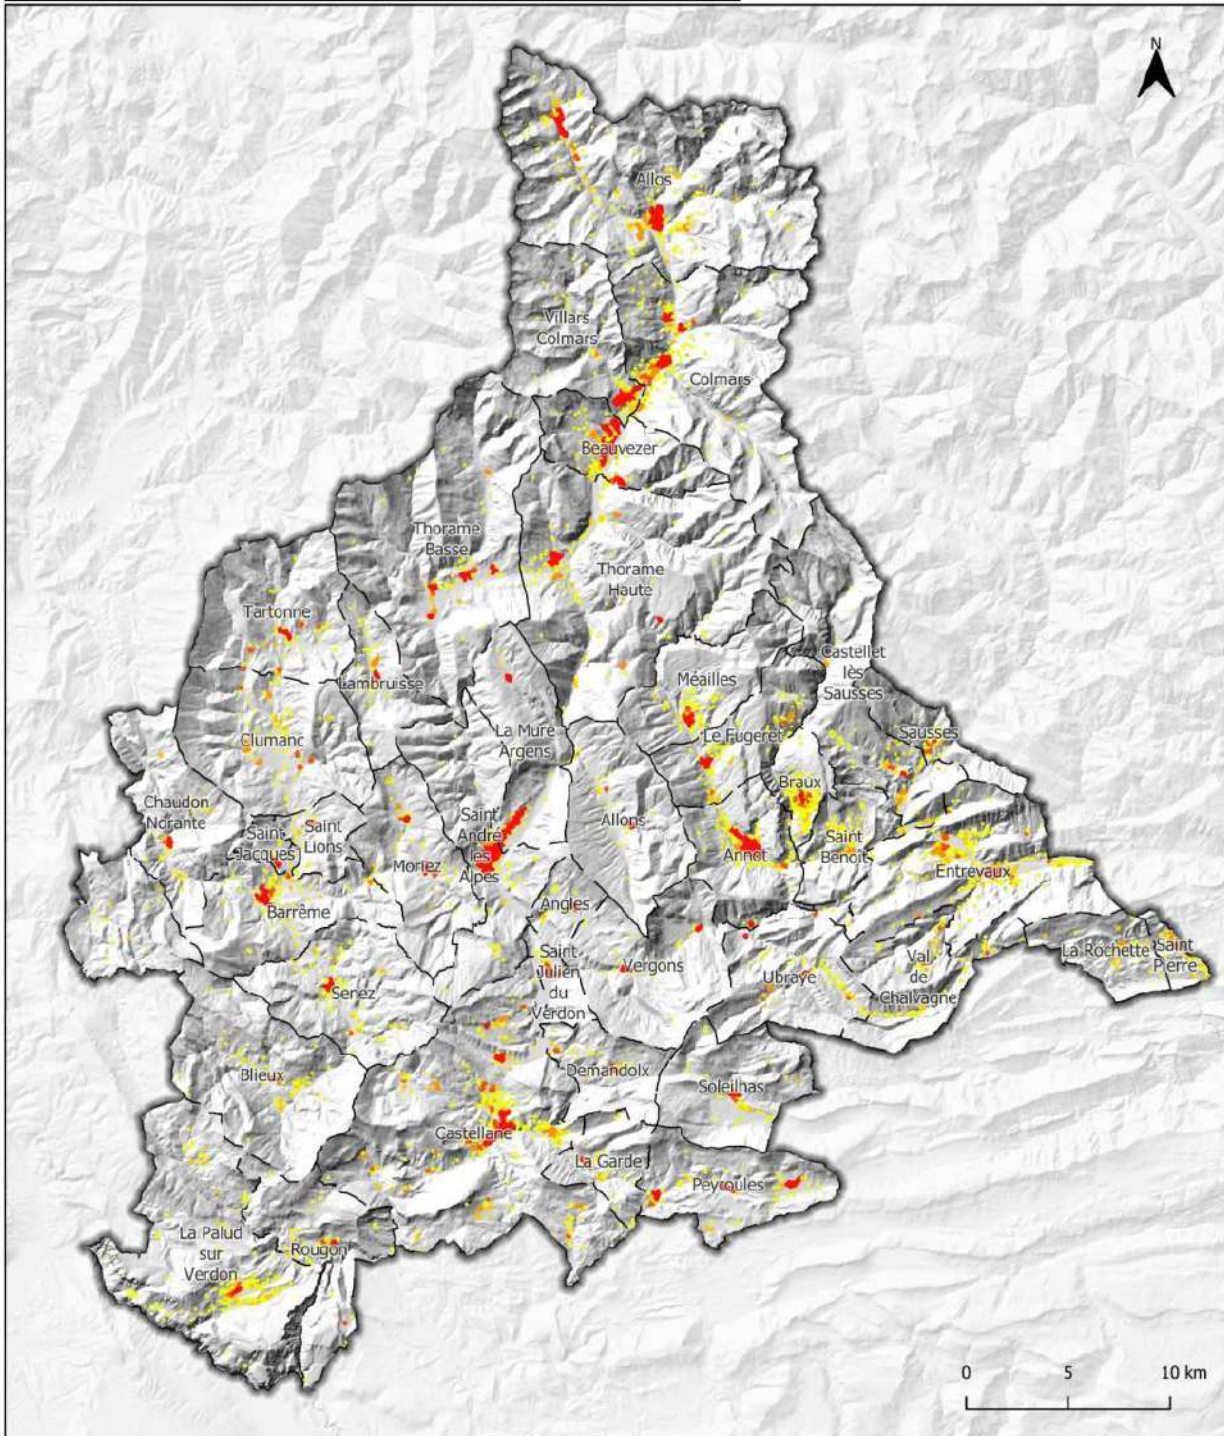 N
Allos
Villars
Colmars
Colmars
Beauvezer
Thorame
Basse
Thorame
Haute
Tartonne
Lambruisse
Castellet
lès
Sausses
Méailles
La Mure
Argens
Le Fugeret
Sausses
Clumanc
Braux
Chaudon
Norante
Saint
Jacques
Saint
Lions
Saint
André
les
Alpes
Allons
Annot
Saint
Benoit
Moriez
Entrevaux
Barrême
Angles
La Rochette
Saint
Pierre
Saint
Julien
du
Verdon
Vergons
Ubraye
Val
de
Chalvagne
Senez
Blieux
Demandolx
Soleilhas
Castellane
La Garde
Peyroules
La Palud
sur
Verdon
Rougon
0 5 10 km